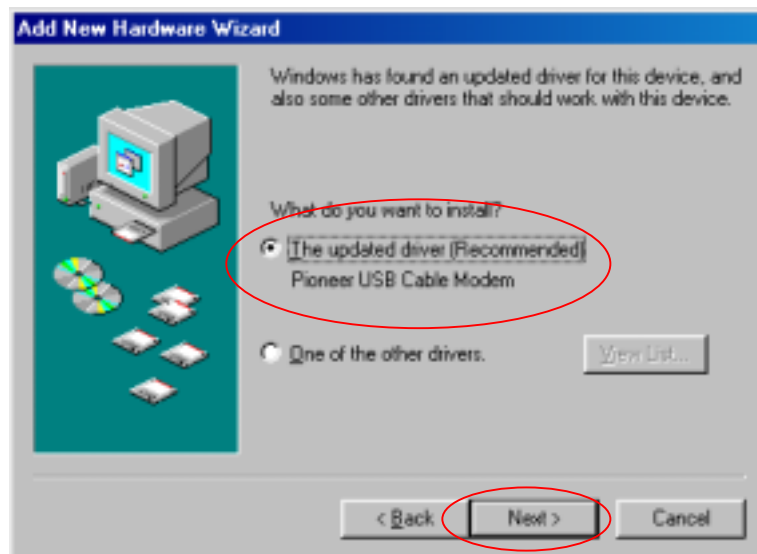 Add New Hardware Wizard
Windows has found an updated driver for this device, and
also some other drivers that should work with this device.
What do you want to install?
The updated driver (Recommended)
Pioneer USB Cable Modem
One of the other drivers.
View List...
< Back
Next >
Cancel